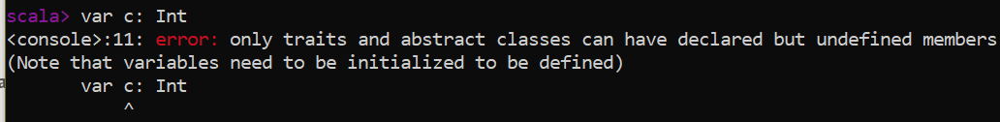 scala> var c: Int
<console>:11: error: only traits and abstract classes can have declared but undefined members
(Note that variables need to be initialized to be defined)
       var c: Int
           ^